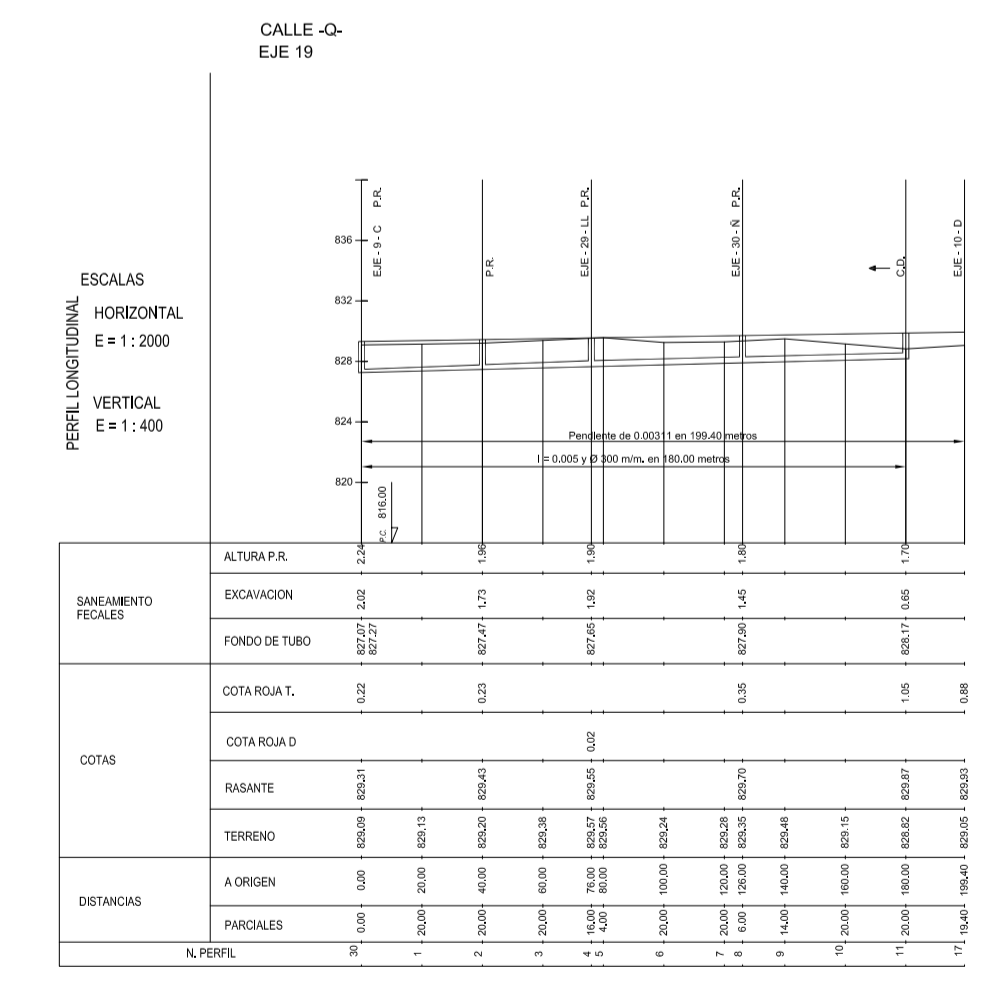 CALLE -Q-
EJE 19
PERFIL LONGITUDINAL
ESCALAS
HORIZONTAL
E = 1 : 2000
VERTICAL
E = 1 : 400
836
832
828
824
820
EJE - 9 - C P.R.
P.R.
EJE - 29 - LL P.R.
EJE - 30 - Ñ P.R.
C.D.
EJE - 10 - D
Pendiente de 0.00311 en 199.40 metros
I = 0.005 y Ø 300 m/m. en 180.00 metros
P.C. 816.00
SANEAMIENTO
FECALES
ALTURA P.R. 2.24 1.96 1.90 1.80 1.70
EXCAVACION 2.02 1.73 1.92 1.45 0.65
FONDO DE TUBO 827.07 827.27 827.47 827.65 827.90 828.17
COTAS
COTA ROJA T. 0.22 0.23 0.35 1.05 0.88
COTA ROJA D 0.02
RASANTE 829.31 829.43 829.55 829.70 829.87 829.93
TERRENO 829.09 829.13 829.20 829.38 829.57 829.56 829.24 829.28 829.35 829.48 829.15 828.82 829.05
DISTANCIAS
A ORIGEN 0.00 20.00 40.00 60.00 76.00 80.00 100.00 120.00 126.00 140.00 160.00 180.00 199.40
PARCIALES 0.00 20.00 20.00 20.00 16.00 4.00 20.00 20.00 6.00 14.00 20.00 20.00 19.40
N. PERFIL 30 1 2 3 4 5 6 7 8 9 10 11 17